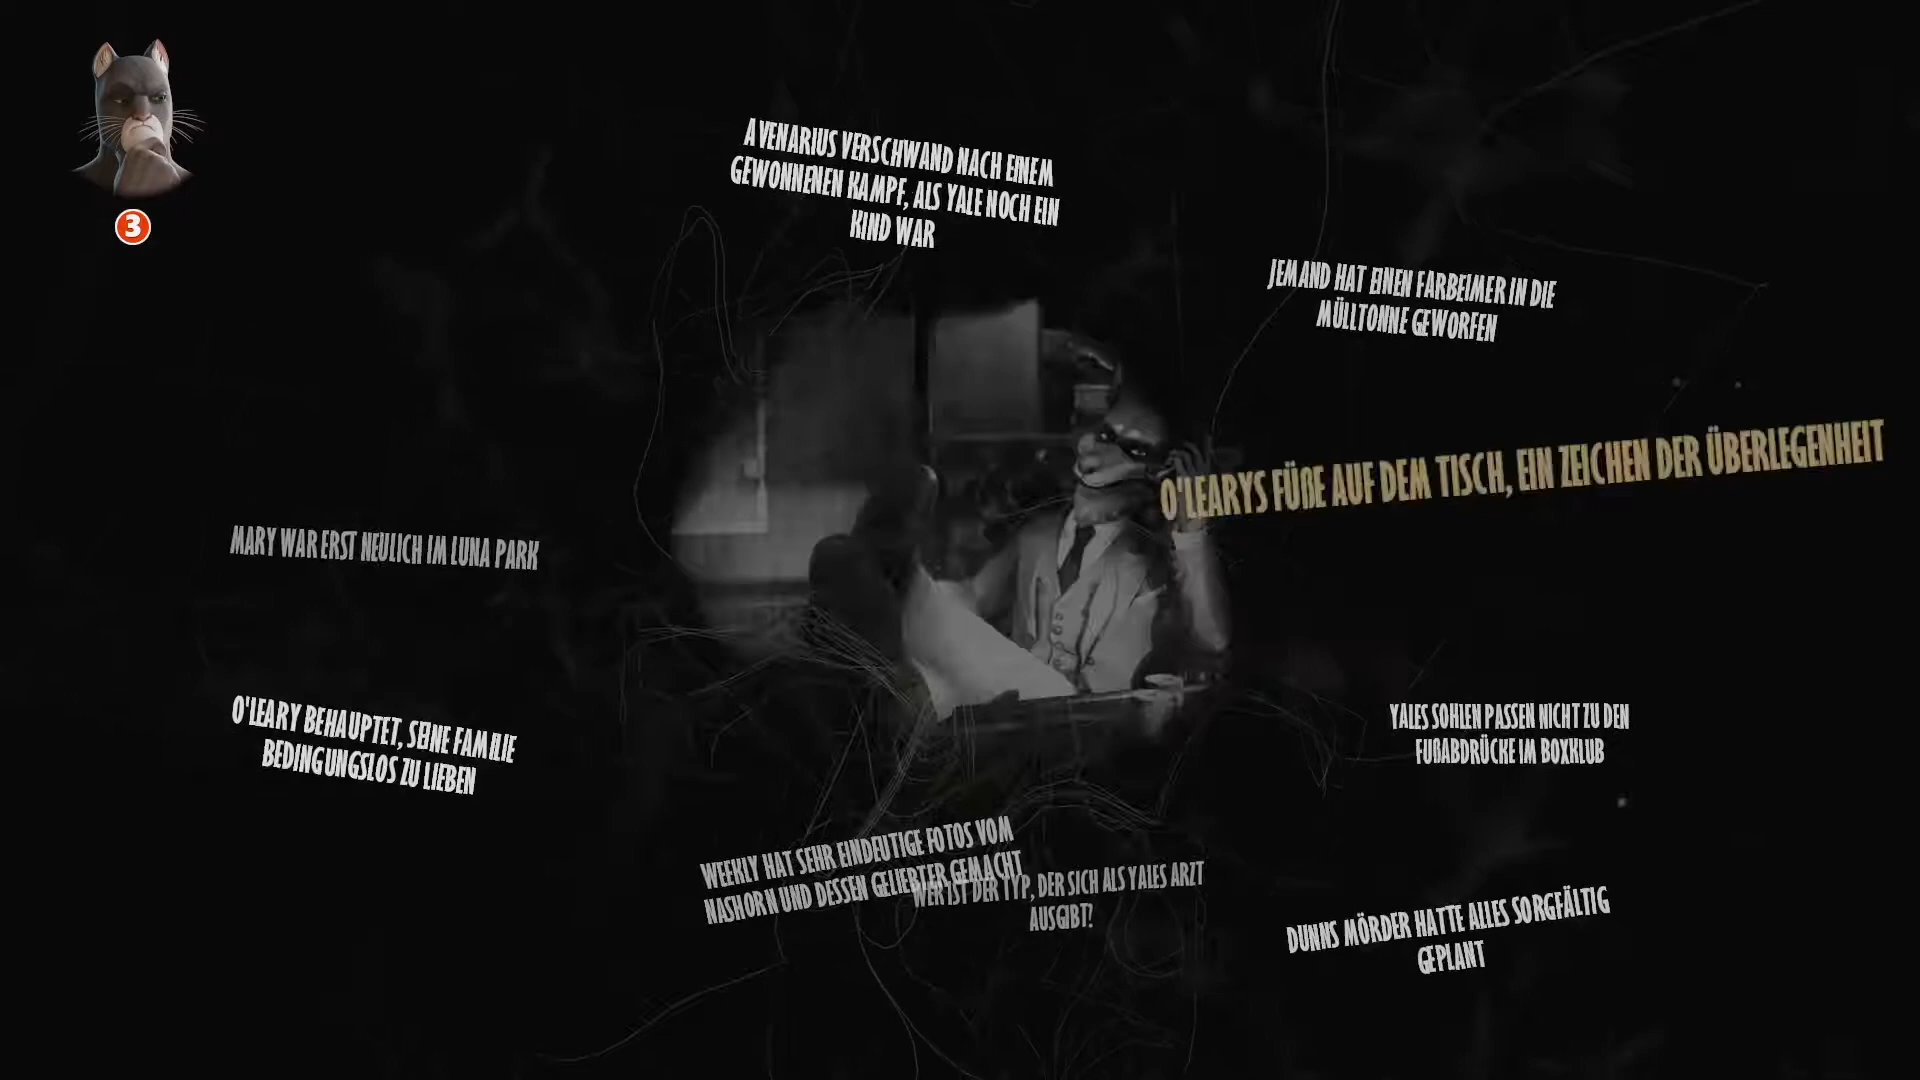 3
AVENARIUS VERSCHWAND NACH EINEM
GEWONNENEN KAMPF, ALS YALE NOCH EIN
KIND WAR
JEMAND HAT EINEN FARBEIMER IN DIE
MÜLLTONNE GEWORFEN
O'LEARYS FÜßE AUF DEM TISCH, EIN ZEICHEN DER ÜBERLEGENHEIT
MARY WAR ERST NEULICH IM LUNA PARK
O'LEARY BEHAUPTET, SEINE FAMILIE
BEDINGUNGSLOS ZU LIEBEN
YALES SOHLEN PASSEN NICHT ZU DEN
FUßABDRÜCKE IM BOXKLUB
WEEKLY HAT SEHR EINDEUTIGE FOTOS VOM
NASHORN UND DESSEN GELIEBTER GEMACHT
WER IST DER TYP, DER SICH ALS YALES ARZT
AUSGIBT?
DUNNS MÖRDER HATTE ALLES SORGFÄLTIG
GEPLANT